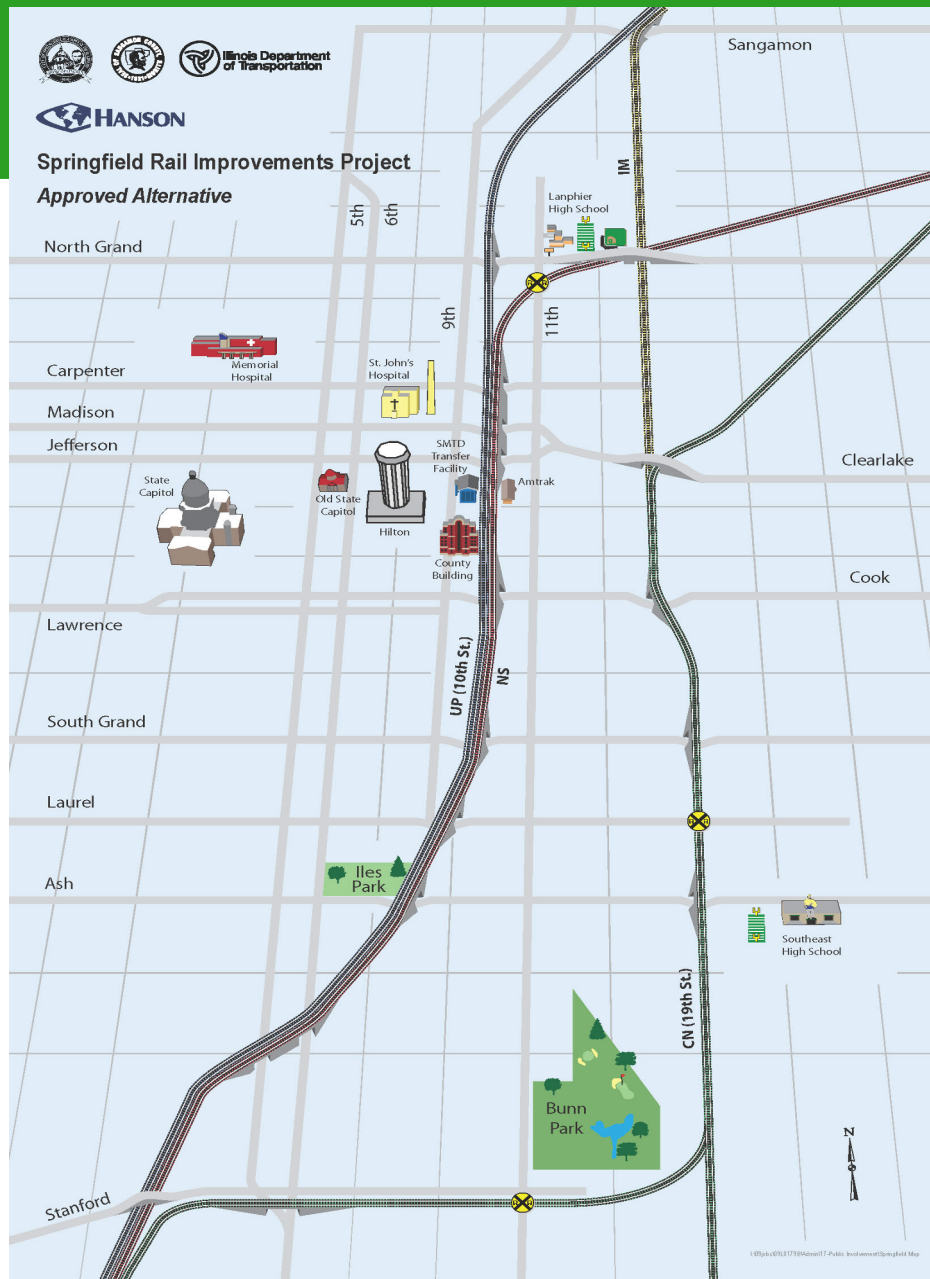 Illinois Department
of Transportation
HANSON
Springfield Rail Improvements Project
Approved Alternative
Sangamon
IM
5th
6th
Lanphier
High School
North Grand
9th
11th
Memorial
Hospital
St. John's
Hospital
Carpenter
Madison
Jefferson
SMTD
Transfer
Facility
Clearlake
State
Capitol
Amtrak
Old State
Capitol
Hilton
County
Building
Cook
Lawrence
UP (10th St.)
NS
South Grand
Laurel
Iles
Park
Ash
Southeast
High School
CN (19th St.)
Bunn
Park
N
Stanford